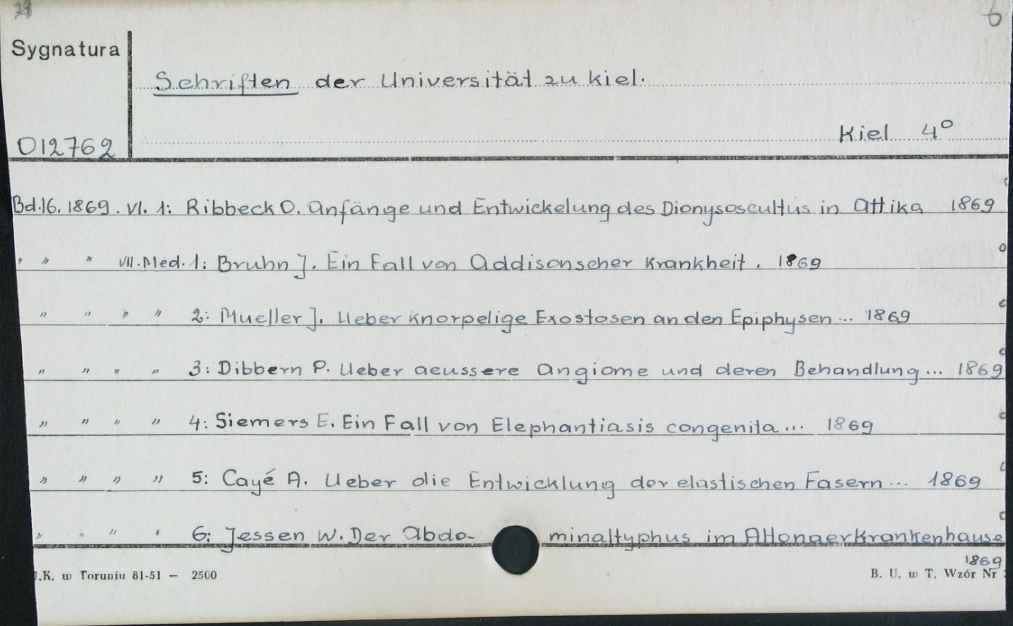 6
Sygnatura
Schriften der Universität zu Kiel.
012762
Kiel 4°
Bd.16. 1869. VI. 1: Ribbeck O. Anfänge und Entwickelung des Dionysoscultus in Attika 1869
" " " VII.Med. 1: Bruhn J. Ein Fall von Addisonscher Krankheit. 1869
" " " " 2: Mueller J. Ueber knorpelige Exostosen an den Epiphysen... 1869
" " " " 3: Dibbern P. Ueber aeussere Angiome und deren Behandlung... 1869
" " " " 4: Siemers E. Ein Fall von Elephantiasis congenita... 1869
" " " " 5: Cayé A. Ueber die Entwicklung der elastischen Fasern... 1869
" " " " 6: Jessen W. Der Abdo- minaltyphus im Altonaer Krankenhause
1869
.K. w Toruniu 81-51 — 2500
B. U. w T. Wzór Nr